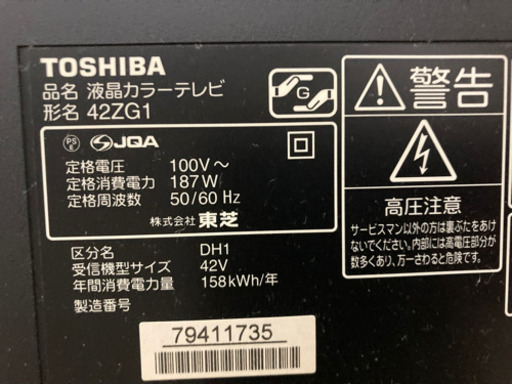 TOSHIBA
品名 液晶カラーテレビ
形名 42ZG1
G
PS
E
JQA
定格電圧 100V～
定格消費電力 187W
定格周波数 50/60 Hz
株式会社 東芝
区分名 DH1
受信機型サイズ 42V
年間消費電力量 158kWh/年
製造番号
79411735
警告
高圧注意
サービスマン以外の方は裏ぶたをあけ
ないでください。内部には高電圧部分が
数多くあり、万一さわると危険です。